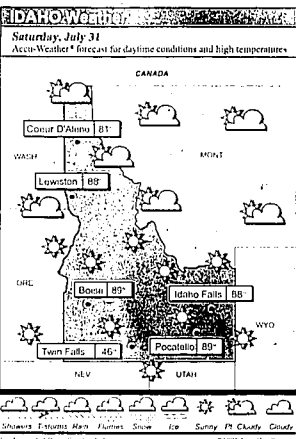 IDAHO Weather
Saturday, July 31
Accu-Weather® forecast for daytime conditions and high temperatures
CANADA
Coeur D'Alene 81°
WASH
MONT
Lewiston 88°
ORE
Boise 89°
Idaho Falls 88°
WYO
Twin Falls 46°
Pocatello 89°
NEV
UTAH
Showers T-storms Rain Flurries Snow Ice Sunny Pt. Cloudy Cloudy